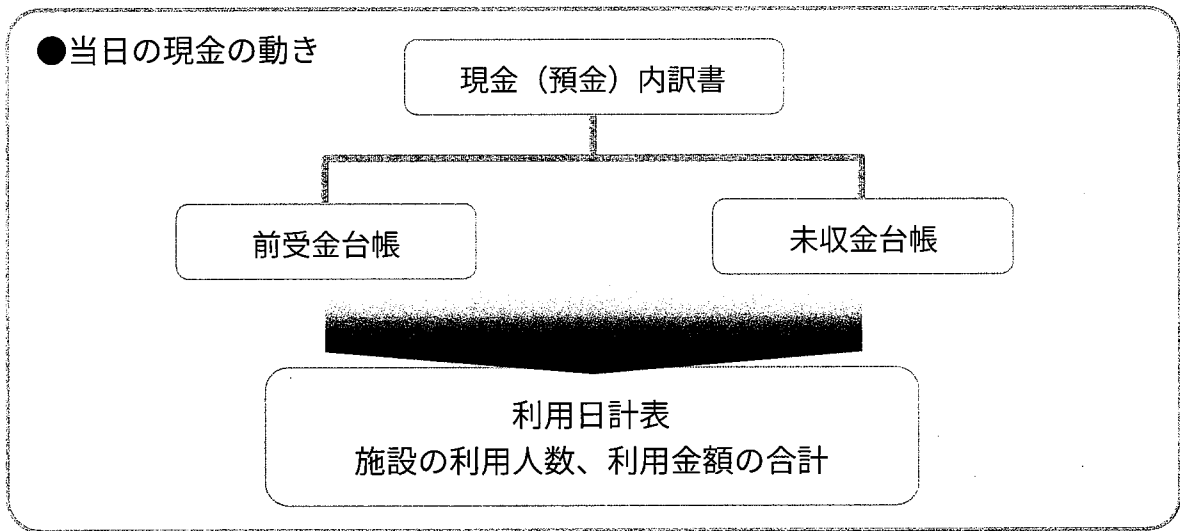 ●当日の現金の動き
現金（預金）内訳書
前受金台帳
未収金台帳
利用日計表
施設の利用人数、利用金額の合計